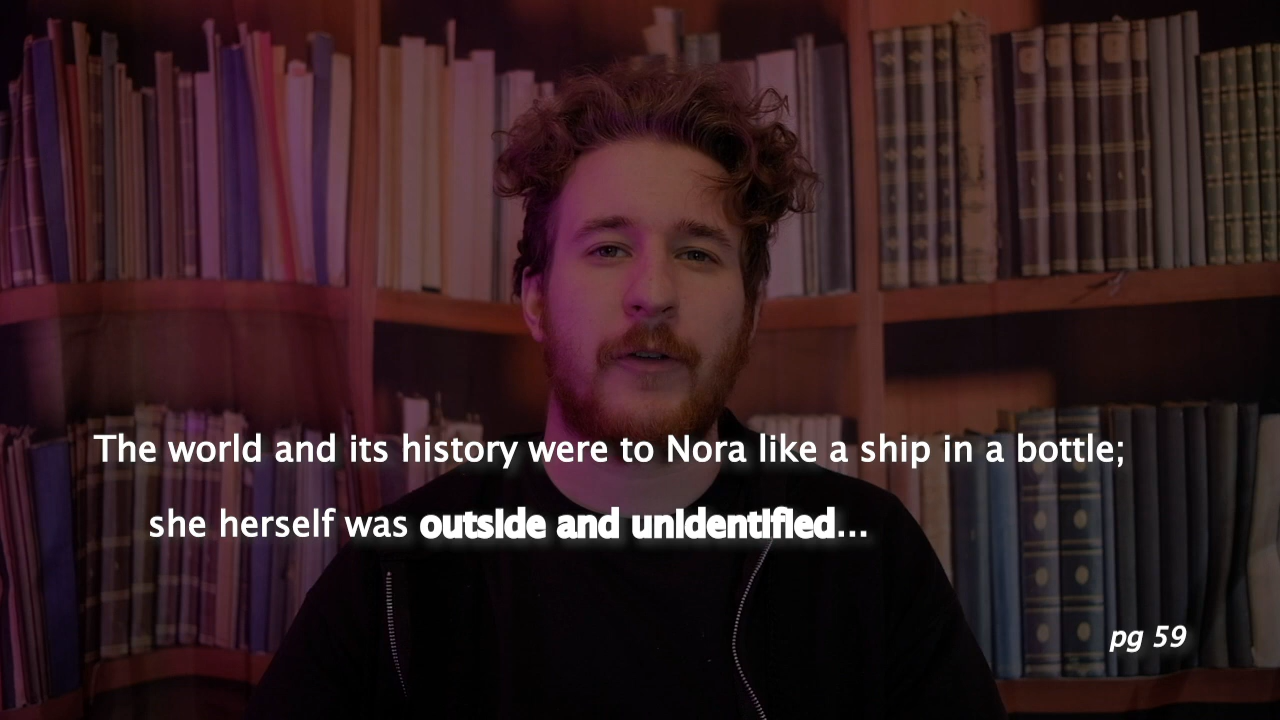 The world and its history were to Nora like a ship in a bottle;
she herself was outside and unidentified...
pg 59